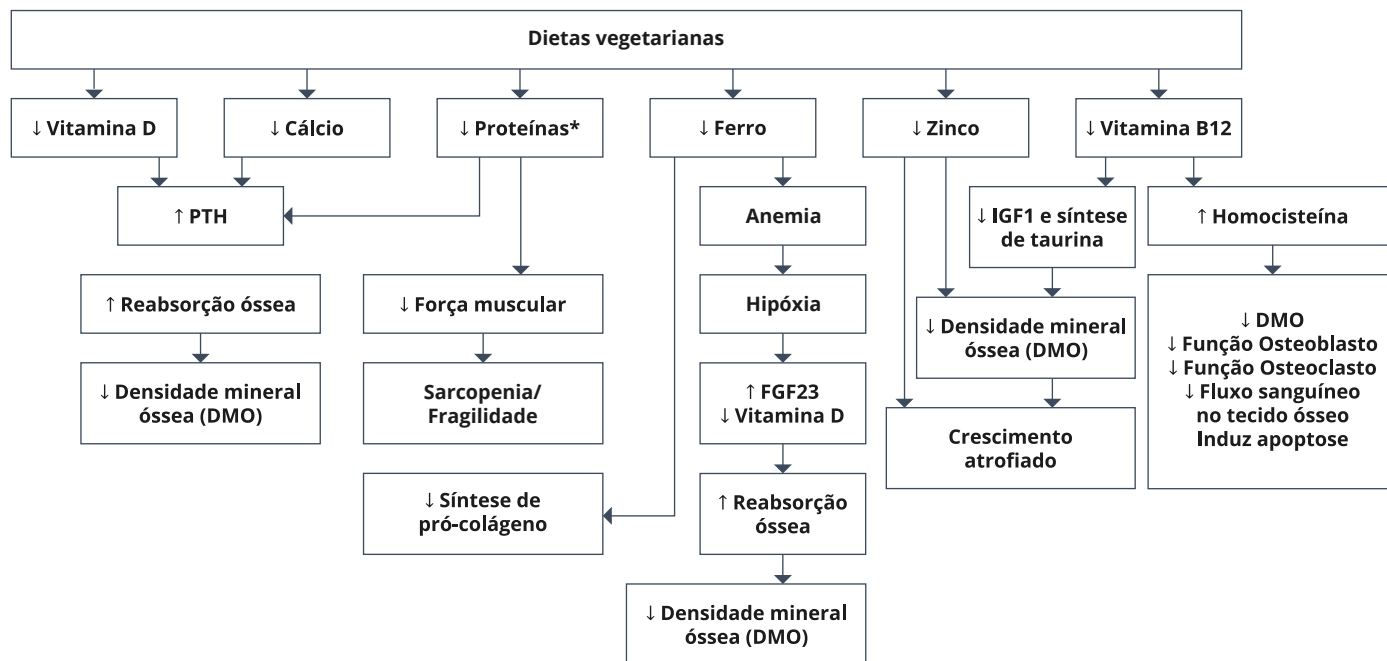 Dietas vegetarianas
↓ Vitamina D
↓ Cálcio
↓ Proteínas*
↓ Ferro
↓ Zinco
↓ Vitamina B12
↑ PTH
Anemia
↓ IGF1 e síntese
de taurina
↑ Homocisteína
↑ Reabsorção óssea
↓ Força muscular
Hipóxia
↓ Densidade mineral
óssea (DMO)
↓ DMO
↓ Função Osteoblasto
↓ Função Osteoclasto
↓ Fluxo sanguíneo
no tecido ósseo
Induz apoptose
↓ Densidade mineral
óssea (DMO)
Sarcopenia/
Fragilidade
↑ FGF23
↓ Vitamina D
Crescimento
atrofiado
↓ Síntese de
pró-colágeno
↑ Reabsorção
óssea
↓ Densidade mineral
óssea (DMO)